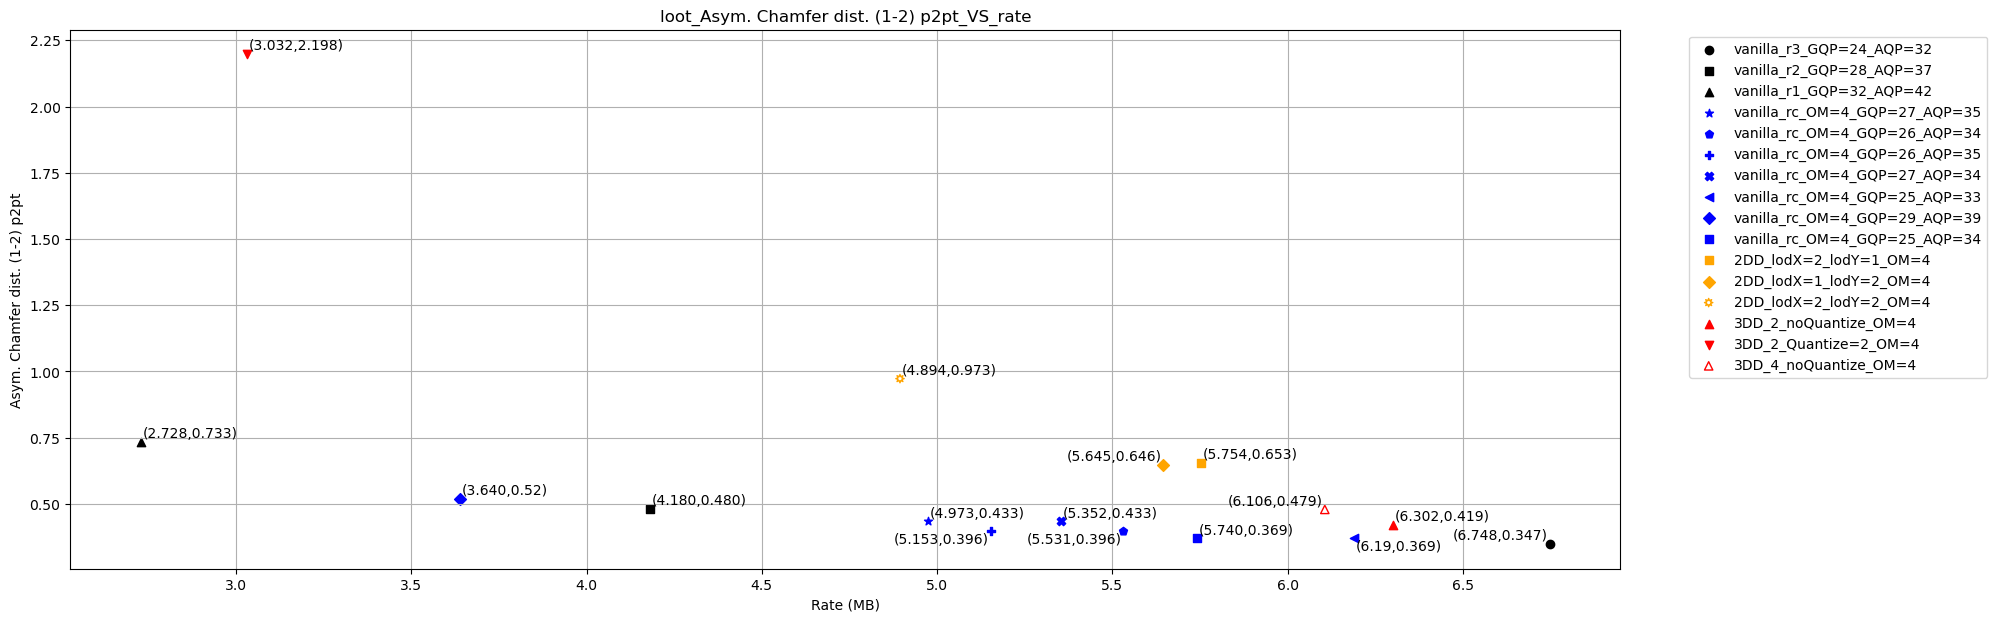 loot_Asym. Chamfer dist. (1-2) p2pt_VS_rate
Asym. Chamfer dist. (1-2) p2pt
2.25
2.00
1.75
1.50
1.25
1.00
0.75
0.50
(3.032,2.198)
(4.894,0.973)
(2.728,0.733)
(5.645,0.646)
(5.754,0.653)
(3.640,0.52)
(4.180,0.480)
(6.106,0.479)
(4.973,0.433)
(5.352,0.433)
(6.302,0.419)
(5.153,0.396)
(5.531,0.396)
(5.740,0.369)
(6.19,0.369)
(6.748,0.347)
3.0
3.5
4.0
4.5
5.0
5.5
6.0
6.5
Rate (MB)
vanilla_r3_GQP=24_AQP=32
vanilla_r2_GQP=28_AQP=37
vanilla_r1_GQP=32_AQP=42
vanilla_rc_OM=4_GQP=27_AQP=35
vanilla_rc_OM=4_GQP=26_AQP=34
vanilla_rc_OM=4_GQP=26_AQP=35
vanilla_rc_OM=4_GQP=27_AQP=34
vanilla_rc_OM=4_GQP=25_AQP=33
vanilla_rc_OM=4_GQP=29_AQP=39
vanilla_rc_OM=4_GQP=25_AQP=34
2DD_lodX=2_lodY=1_OM=4
2DD_lodX=1_lodY=2_OM=4
2DD_lodX=2_lodY=2_OM=4
3DD_2_noQuantize_OM=4
3DD_2_Quantize=2_OM=4
3DD_4_noQuantize_OM=4